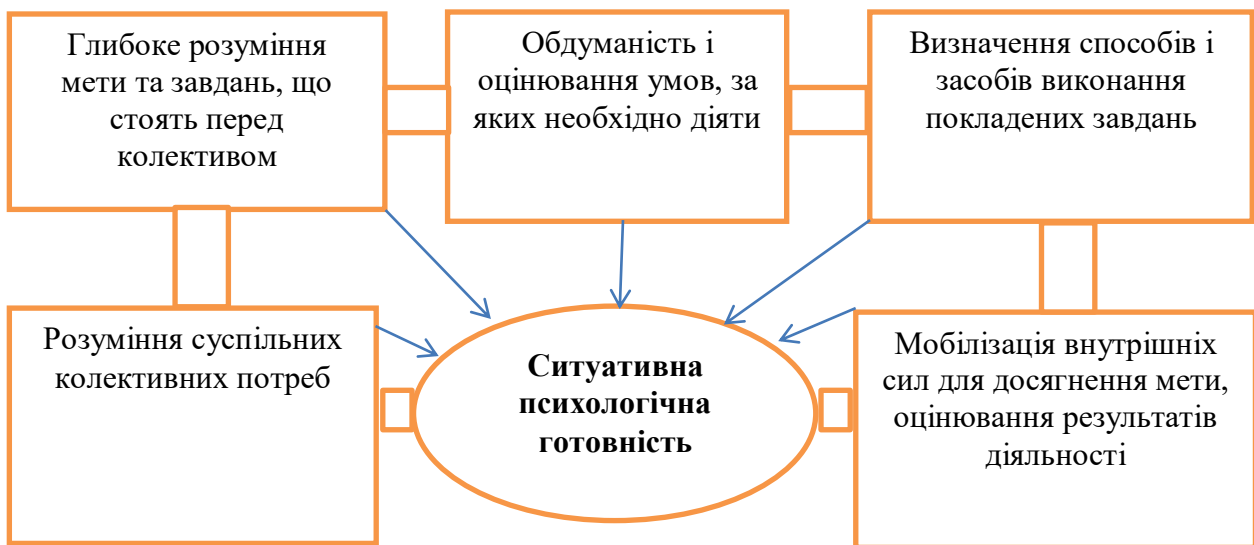 Глибоке розуміння
мети та завдань, що
стоять перед
колективом
Обдуманість і
оцінювання умов, за
яких необхідно діяти
Визначення способів і
засобів виконання
покладених завдань
Розуміння суспільних
колективних потреб
Ситуативна
психологічна
готовність
Мобілізація внутрішніх
сил для досягнення мети,
оцінювання результатів
діяльності